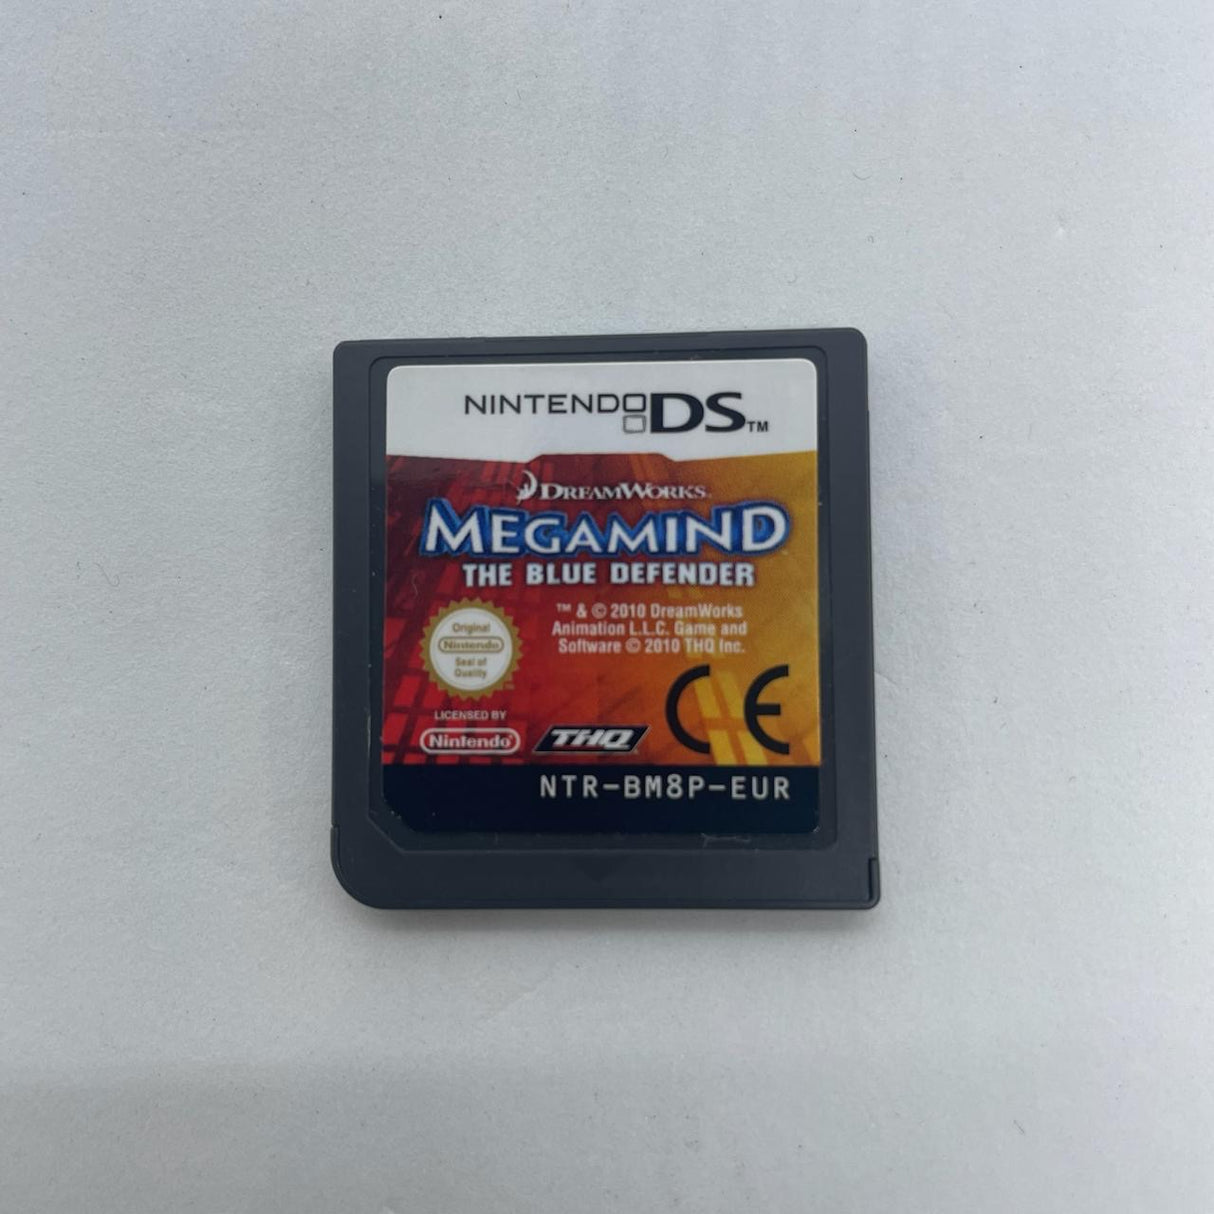 NINTENDO DS™
DREAMWORKS
MEGAMIND
THE BLUE DEFENDER
™ & © 2010 DreamWorks
Animation L.L.C. Game and
Software © 2010 THQ Inc.
Original
Nintendo
Seal of
Quality
TM
LICENSED BY
Nintendo
THQ
CE
NTR-BM8P-EUR